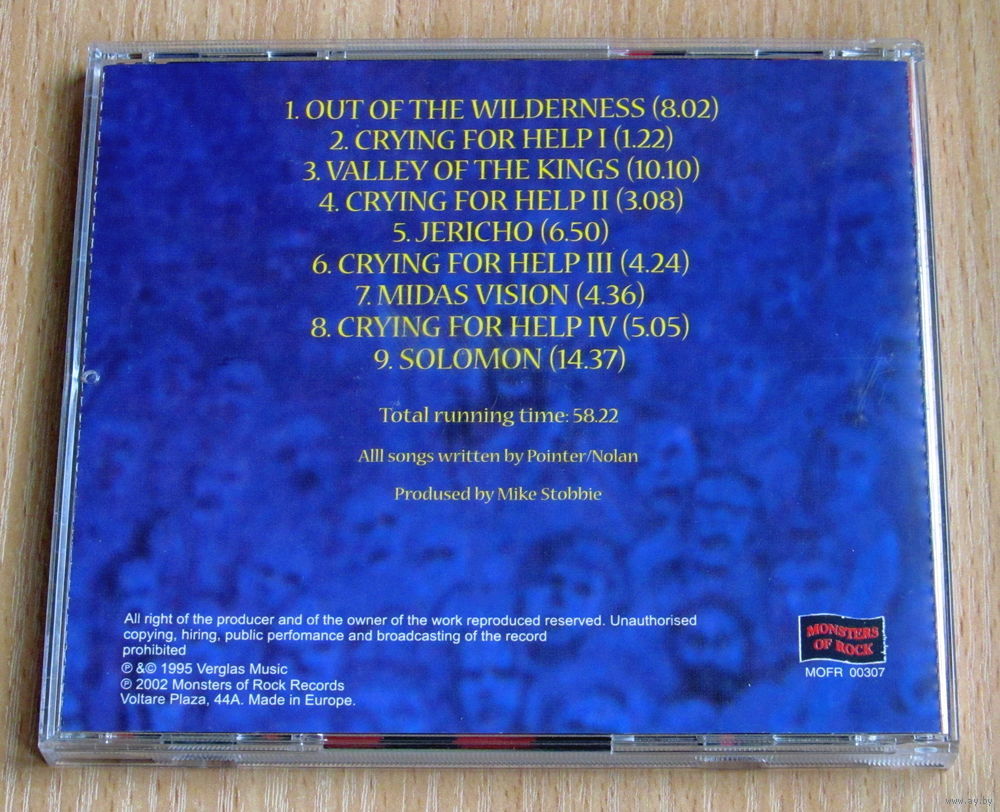 1. OUT OF THE WILDERNESS (8.02)
2. CRYING FOR HELP I (1.22)
3. VALLEY OF THE KINGS (10.10)
4. CRYING FOR HELP II (3.08)
5. JERICHO (6.50)
6. CRYING FOR HELP III (4.24)
7. MIDAS VISION (4.36)
8. CRYING FOR HELP IV (5.05)
9. SOLOMON (14.37)
Total running time: 58.22
Alll songs written by Pointer/Nolan
Prodused by Mike Stobbie
All right of the producer and of the owner of the work reproduced reserved. Unauthorised
copying, hiring, public perfomance and broadcasting of the record
prohibited
℗ &© 1995 Verglas Music
℗ 2002 Monsters of Rock Records
Voltare Plaza, 44A. Made in Europe.
MONSTERS
OF ROCK
MOFR 00307
www.ay.by